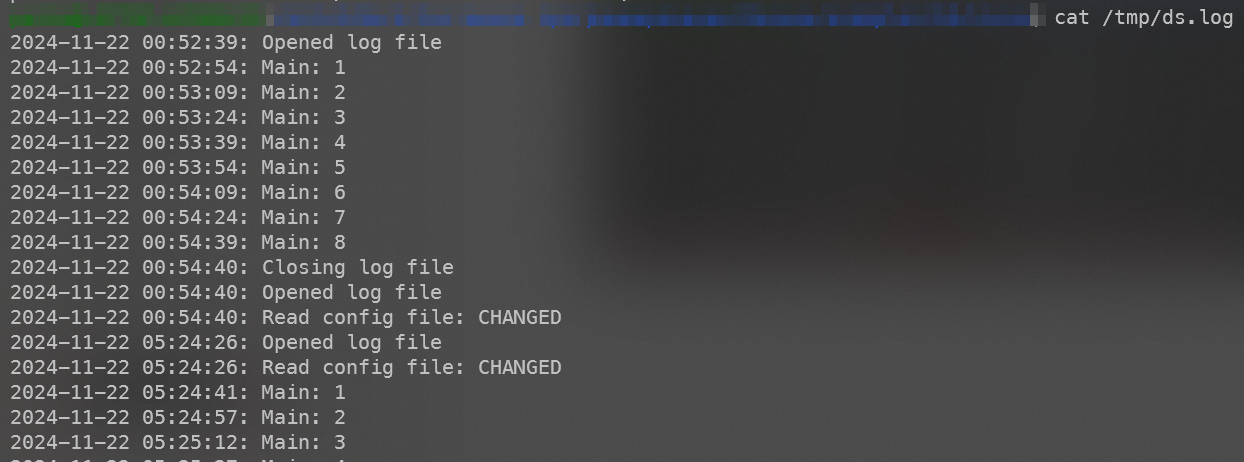 cat /tmp/ds.log
2024-11-22 00:52:39: Opened log file
2024-11-22 00:52:54: Main: 1
2024-11-22 00:53:09: Main: 2
2024-11-22 00:53:24: Main: 3
2024-11-22 00:53:39: Main: 4
2024-11-22 00:53:54: Main: 5
2024-11-22 00:54:09: Main: 6
2024-11-22 00:54:24: Main: 7
2024-11-22 00:54:39: Main: 8
2024-11-22 00:54:40: Closing log file
2024-11-22 00:54:40: Opened log file
2024-11-22 00:54:40: Read config file: CHANGED
2024-11-22 05:24:26: Opened log file
2024-11-22 05:24:26: Read config file: CHANGED
2024-11-22 05:24:41: Main: 1
2024-11-22 05:24:57: Main: 2
2024-11-22 05:25:12: Main: 3